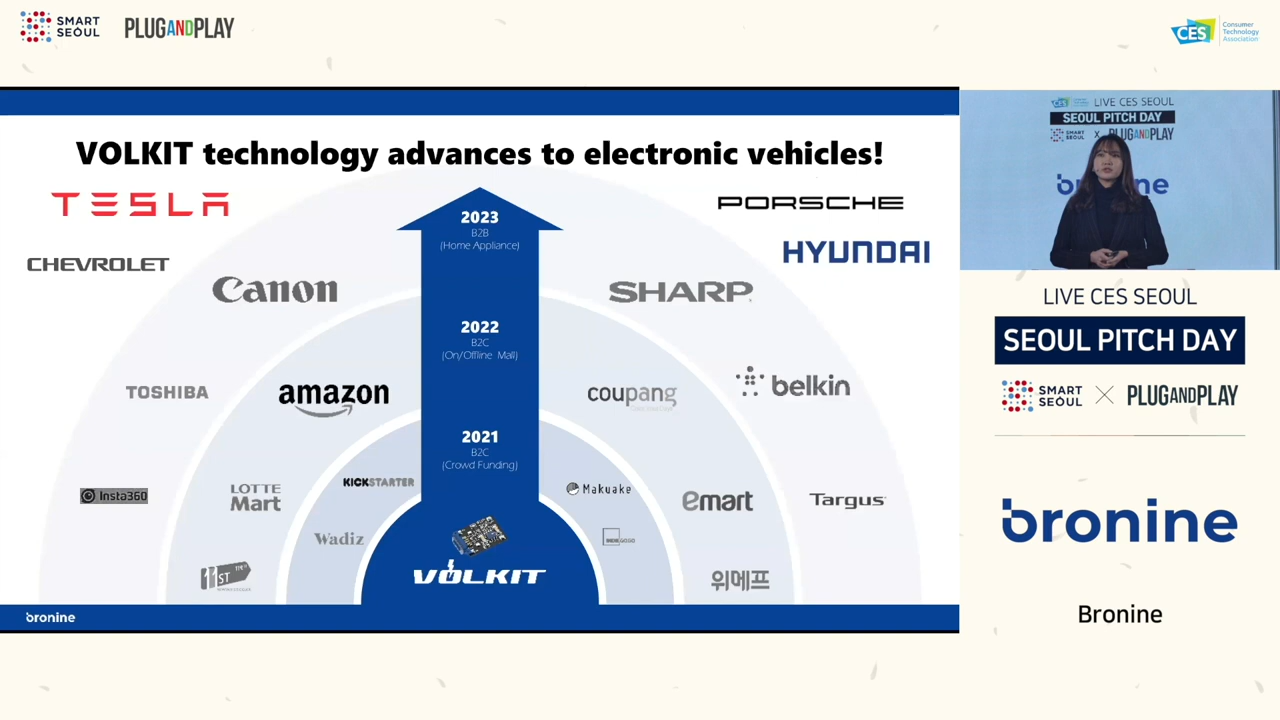 SMART
SEOUL
PLUGANDPLAY
CES
Consumer
Technology
Association
VOLKIT technology advances to electronic vehicles!
TESLA
PORSCHE
CHEVROLET
HYUNDAI
2023
B2B
(Home Appliance)
Canon
SHARP
2022
B2C
(On/Offline Mall)
TOSHIBA
amazon
coupang
belkin
2021
B2C
(Crowd Funding)
Insta360
LOTTE
Mart
KICKSTARTER
Makuake
emart
Targus
Wadiz
11ST
VOLKIT
위메프
bronine
CES
LIVE CES SEOUL
SEOUL PITCH DAY
SMART
SEOUL
X
PLUGANDPLAY
bronine
LIVE CES SEOUL
SEOUL PITCH DAY
SMART
SEOUL
PLUGANDPLAY
bronine
Bronine